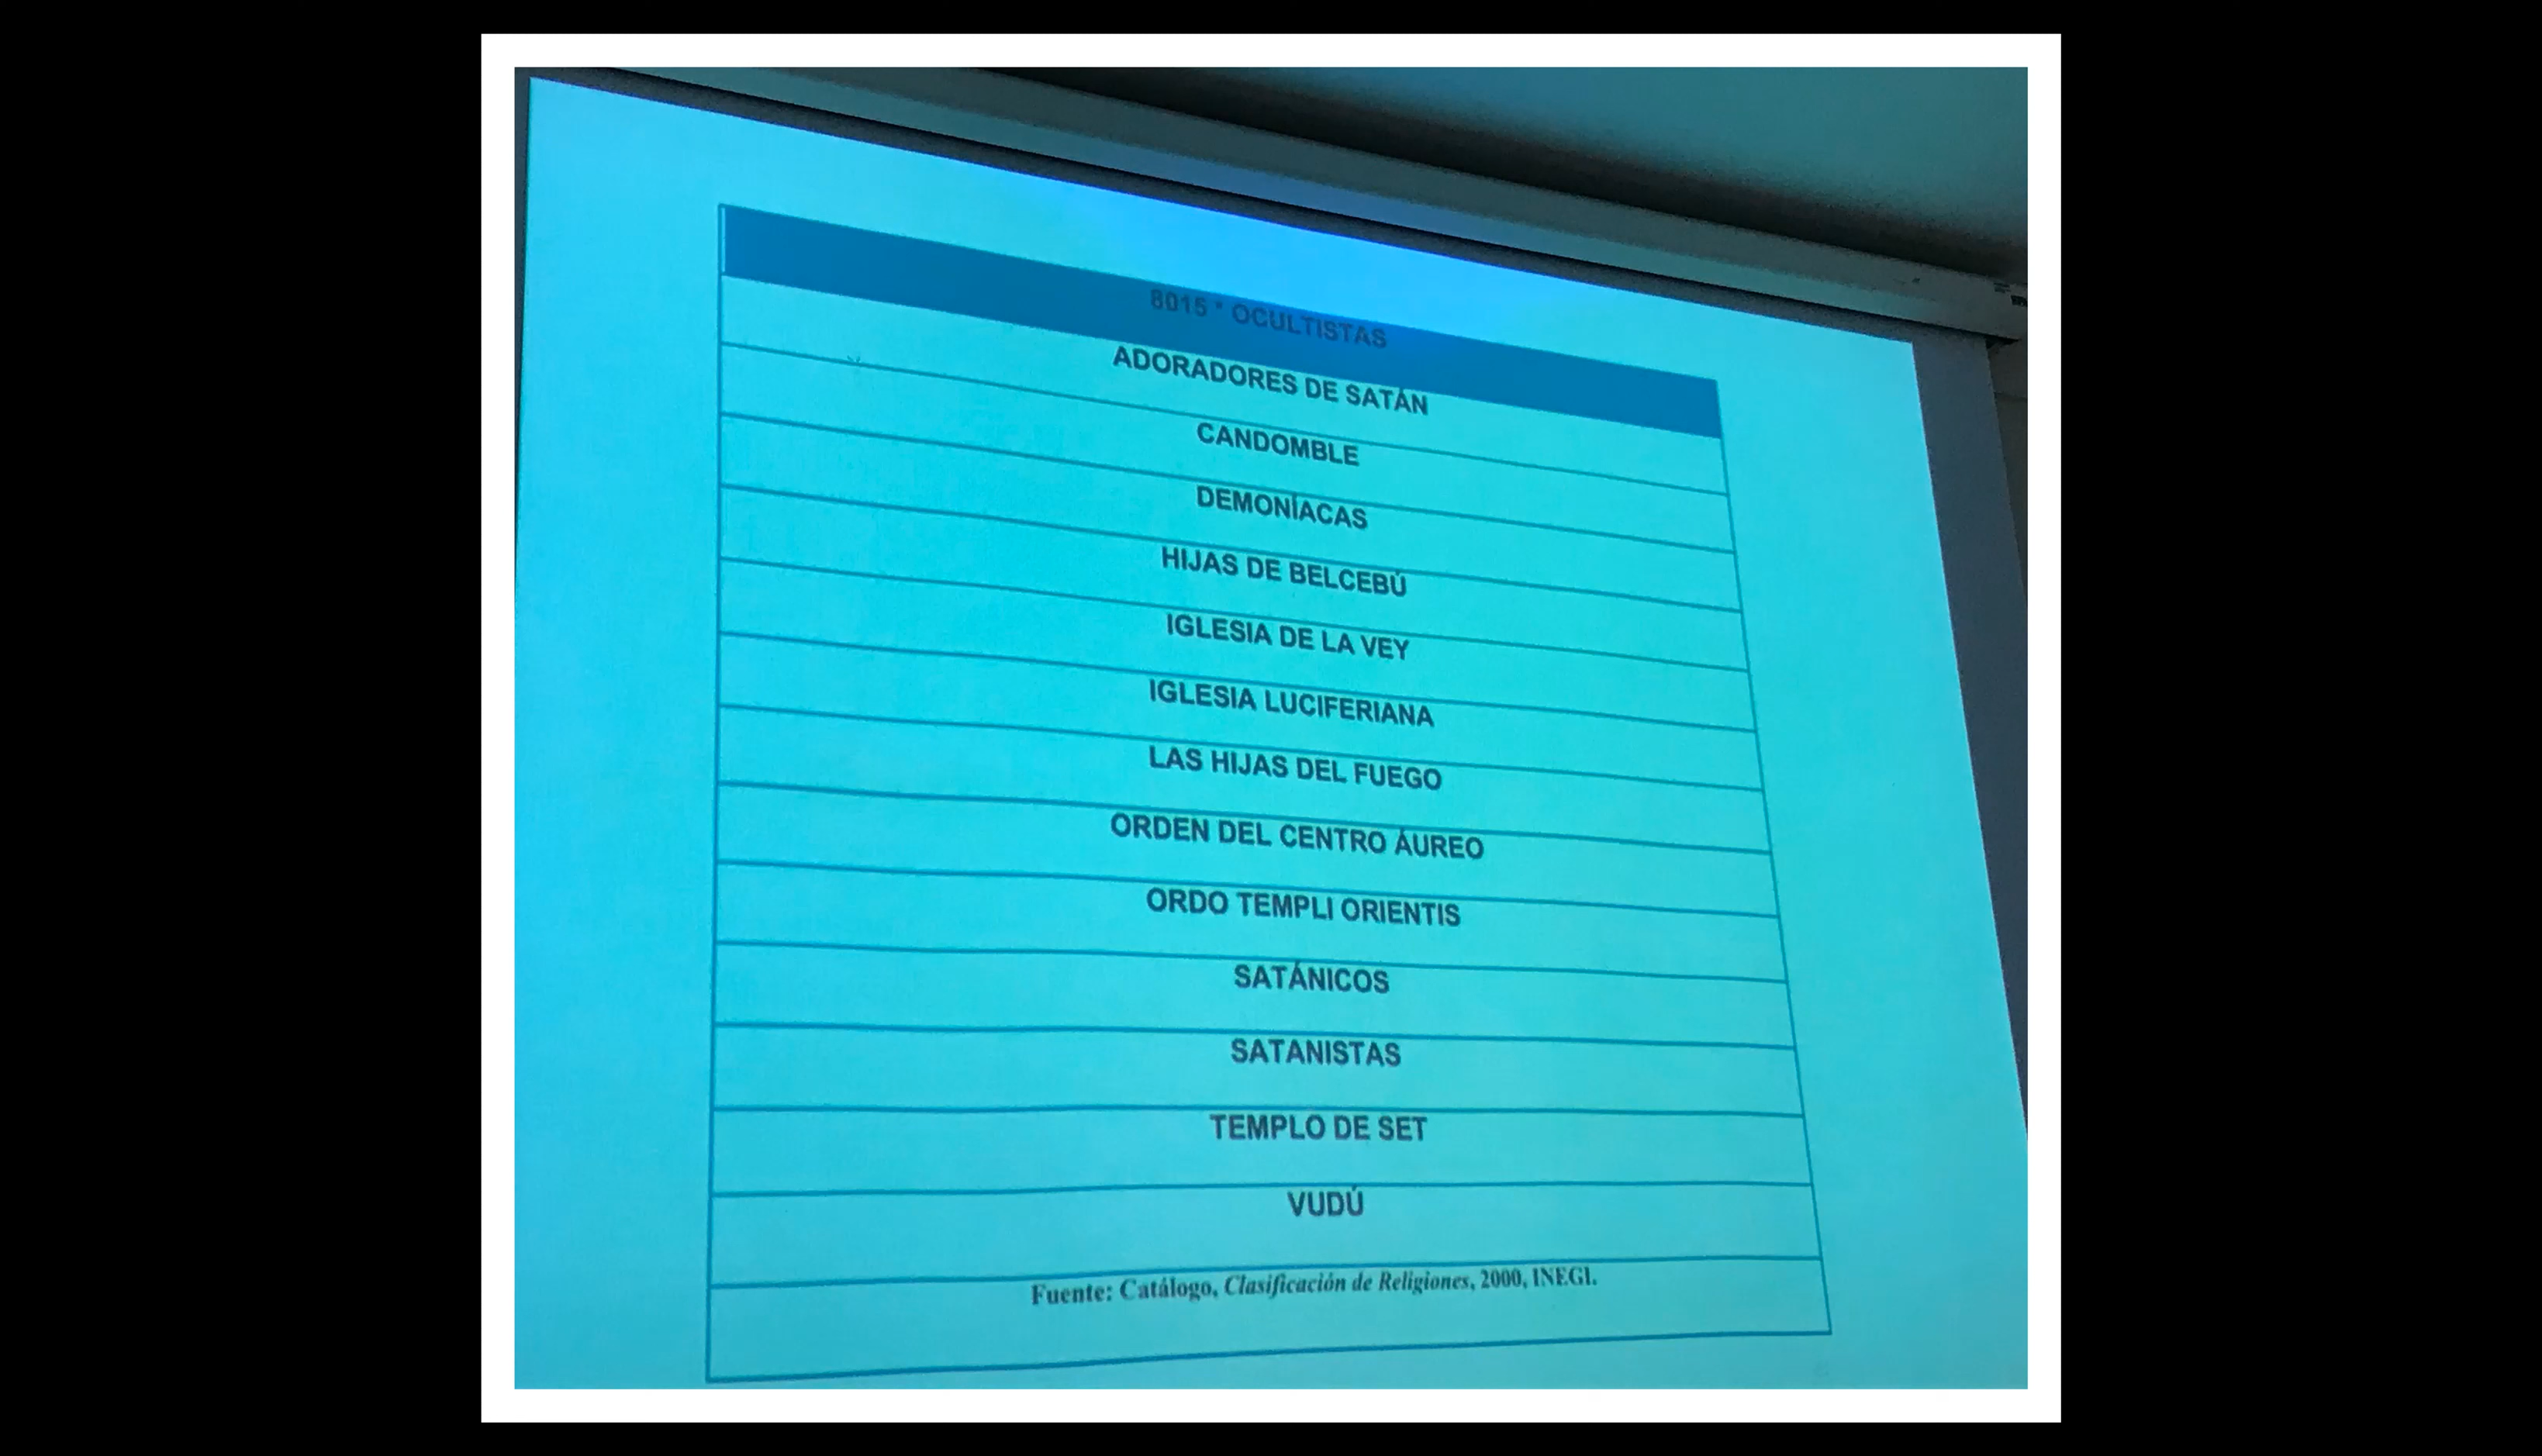 8015 * OCULTISTAS
ADORADORES DE SATÁN
CANDOMBLE
DEMONÍACAS
HIJAS DE BELCEBÚ
IGLESIA DE LA VEY
IGLESIA LUCIFERIANA
LAS HIJAS DEL FUEGO
ORDEN DEL CENTRO ÁUREO
ORDO TEMPLI ORIENTIS
SATÁNICOS
SATANISTAS
TEMPLO DE SET
VUDÚ
Fuente: Catálogo, Clasificación de Religiones, 2000, INEGI.